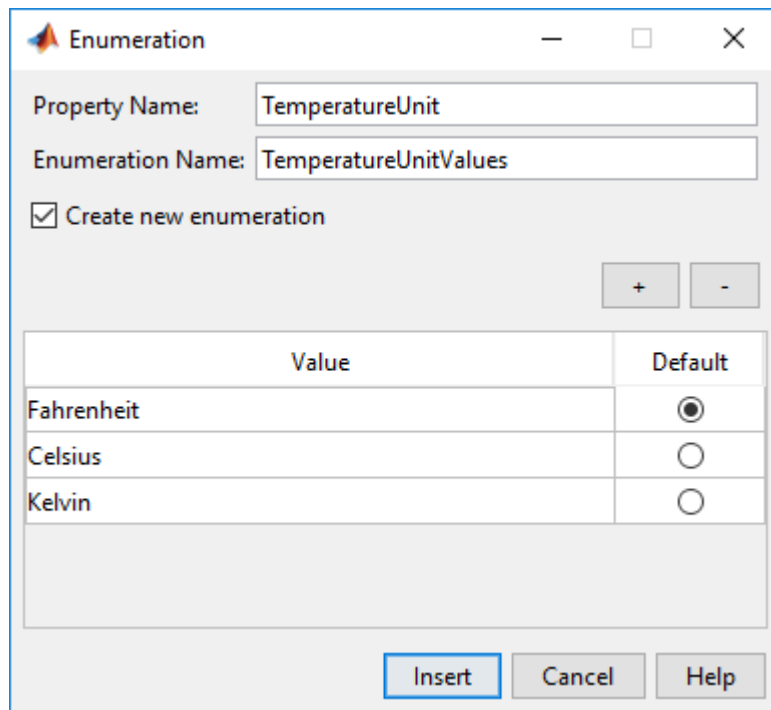 Enumeration
Property Name: TemperatureUnit
Enumeration Name: TemperatureUnitValues
Create new enumeration
+ -
Value Default
Fahrenheit
Celsius
Kelvin
Insert Cancel Help